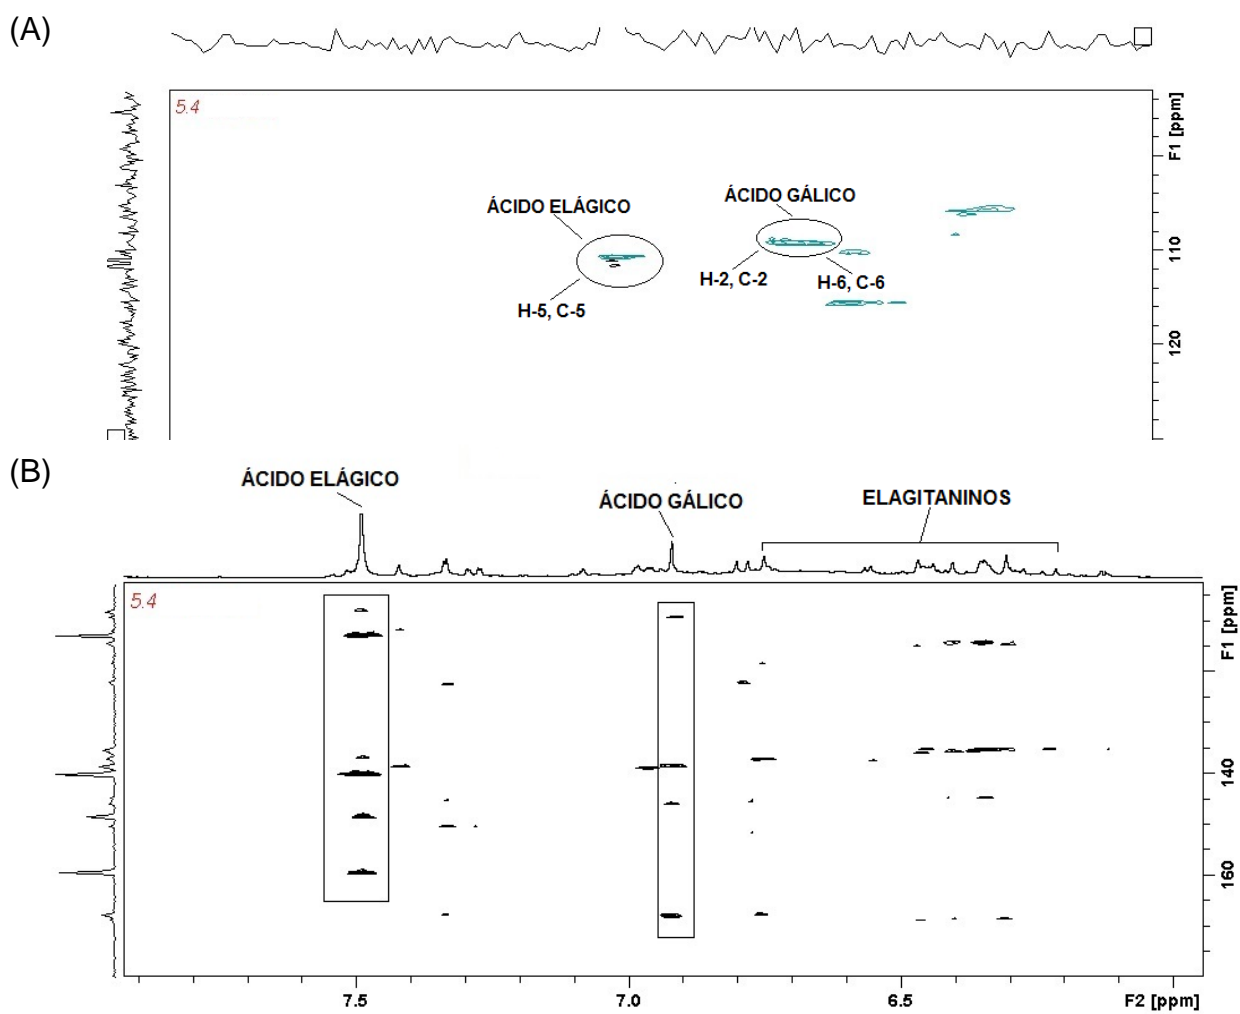 (A)
5.4
F1 [ppm]
110
120
ÁCIDO ELÁGICO
ÁCIDO GÁLICO
H-2, C-2
H-6, C-6
H-5, C-5
(B)
ÁCIDO ELÁGICO
ÁCIDO GÁLICO
ELAGITANINOS
5.4
F1 [ppm]
140
160
7.5
7.0
6.5
F2 [ppm]